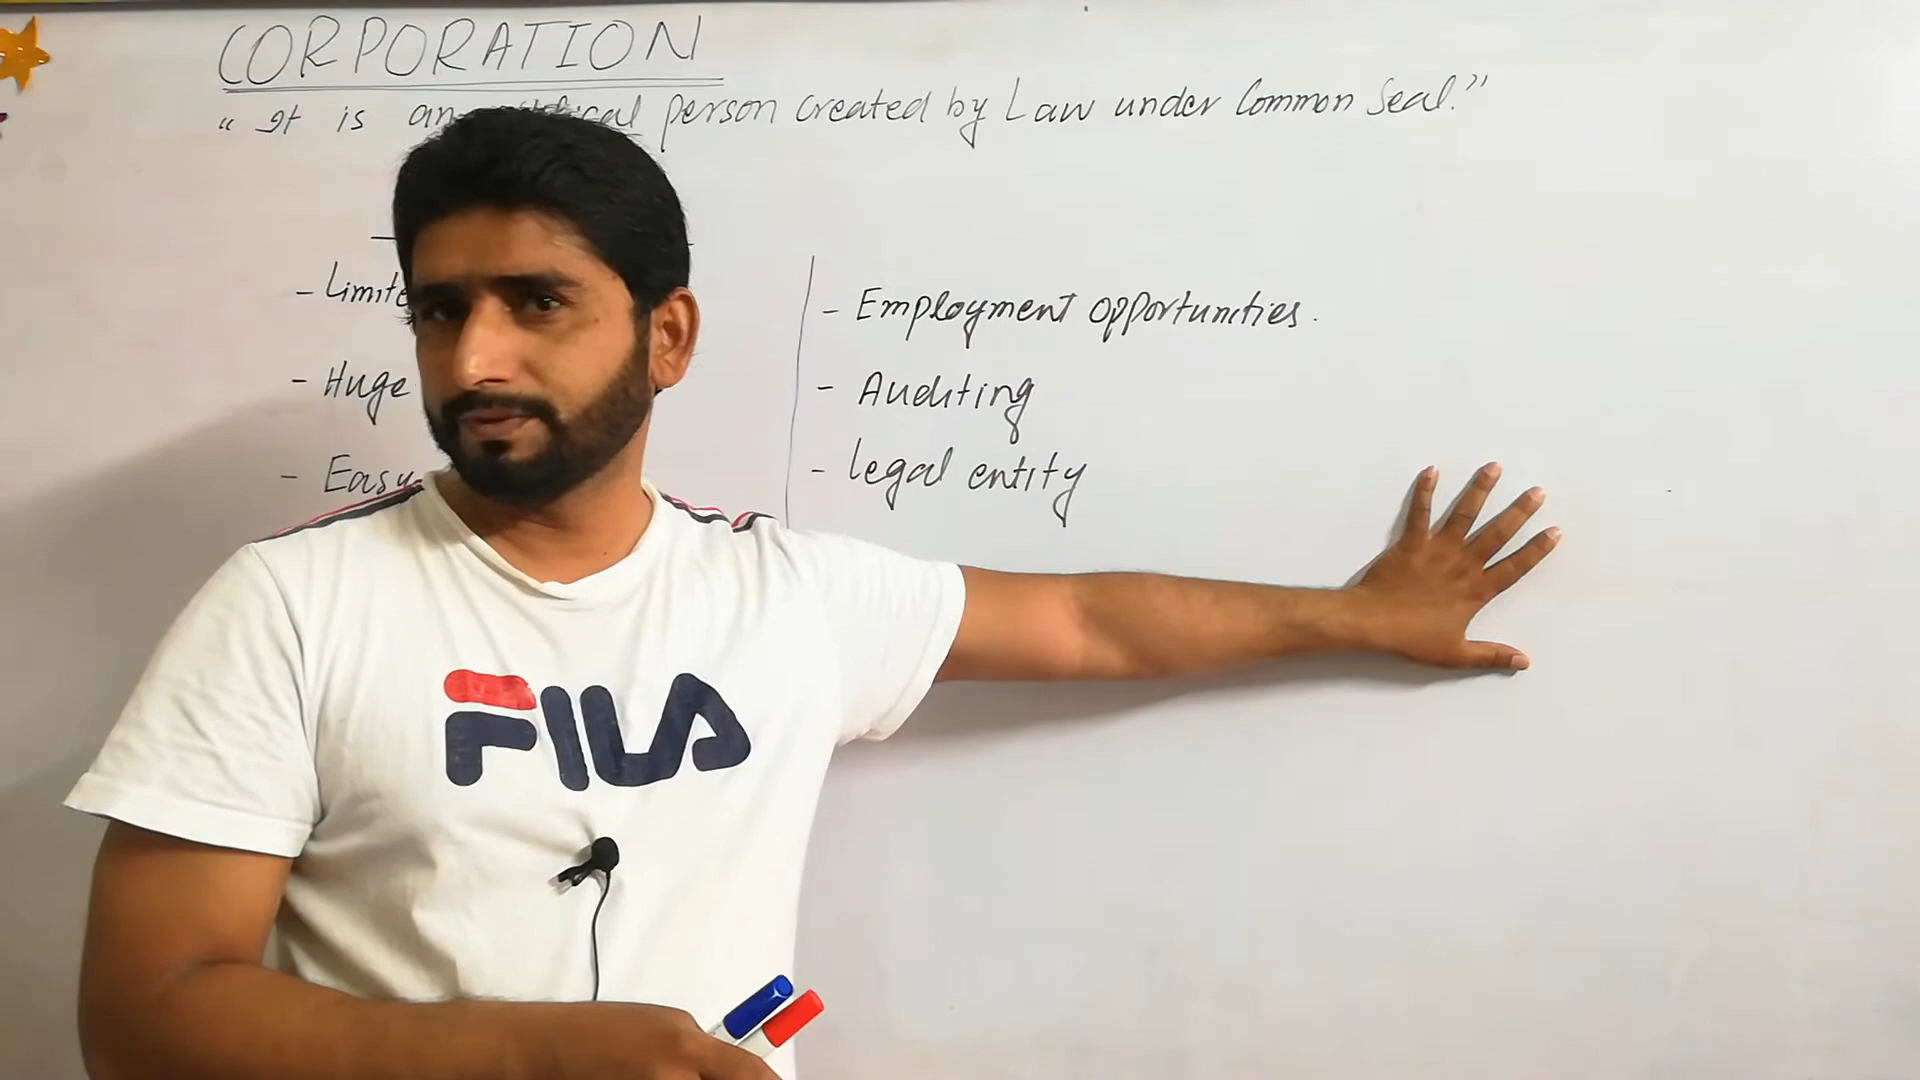 CORPORATION
“ It is an person created by Law under Common Seal.”
-
- Huge
- Easy
- Employment opportunities.
- Auditing
- legal entity
FILA